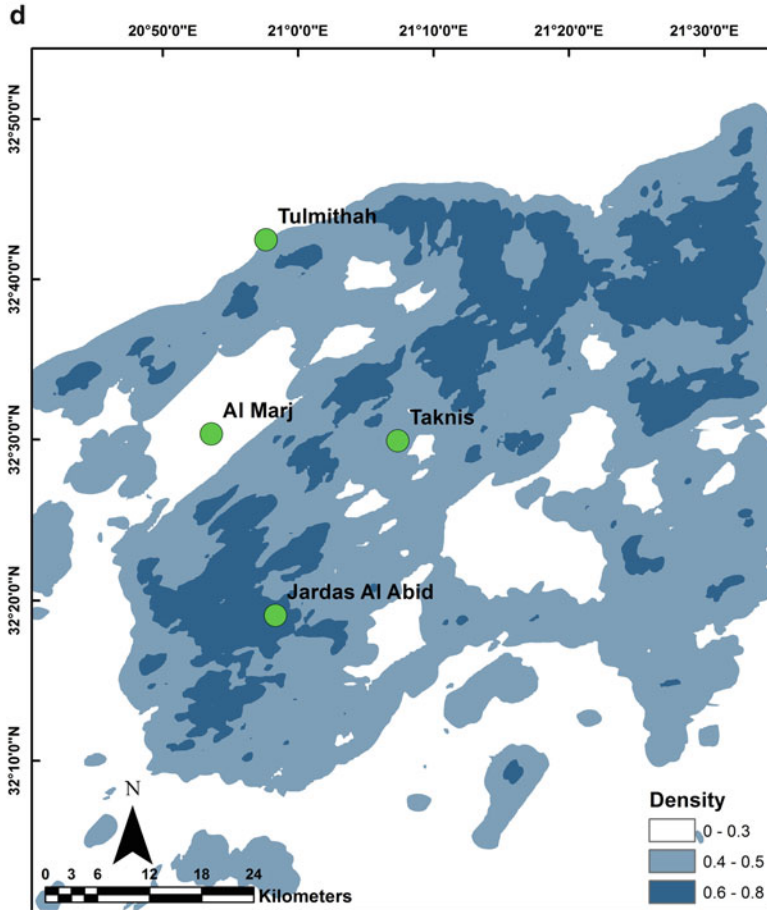 d
20°50'0"E 21°0'0"E 21°10'0"E 21°20'0"E 21°30'0"E
32°50'0"N
32°40'0"N
32°30'0"N
32°20'0"N
32°10'0"N
Tulmithah
Al Marj
Taknis
Jardas Al Abid
N
0 3 6 12 18 24
Kilometers
Density
0 - 0.3
0.4 - 0.5
0.6 - 0.8